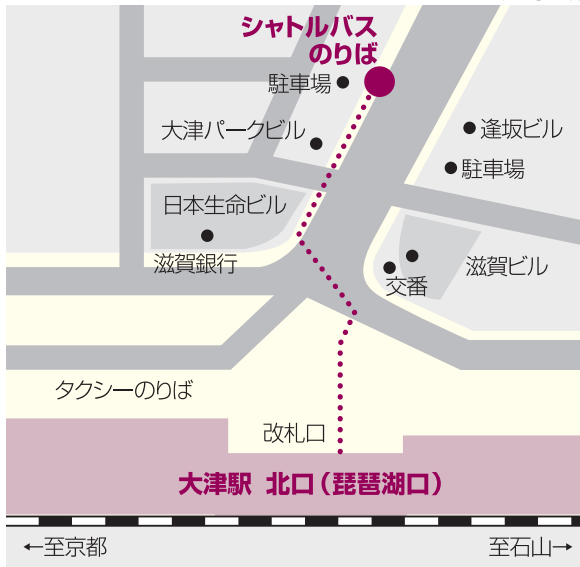 シャトルバス
のりば
駐車場
大津パークビル
逢坂ビル
駐車場
日本生命ビル
滋賀銀行
滋賀ビル
交番
タクシーのりば
改札口
大津駅 北口(琵琶湖口)
←至京都
至石山→